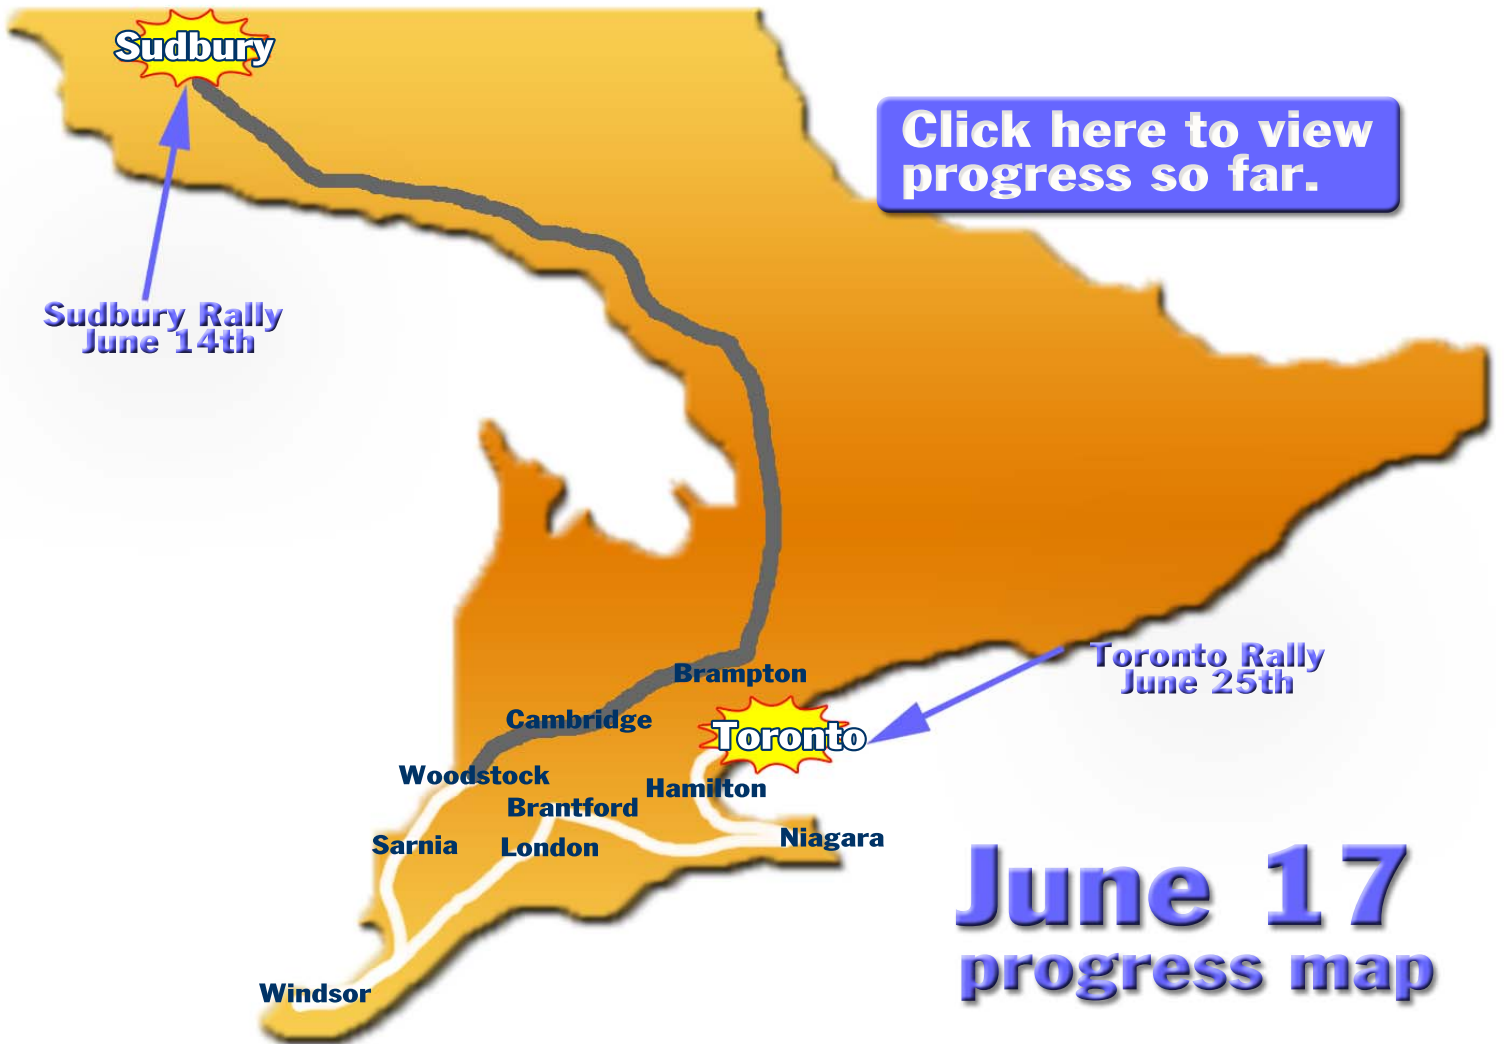 Sudbury
Click here to view
progress so far.
Sudbury Rally
June 14th
Toronto Rally
June 25th
Brampton
Cambridge
Toronto
Woodstock
Hamilton
Brantford
Sarnia
London
Niagara
June 17
progress map
Windsor